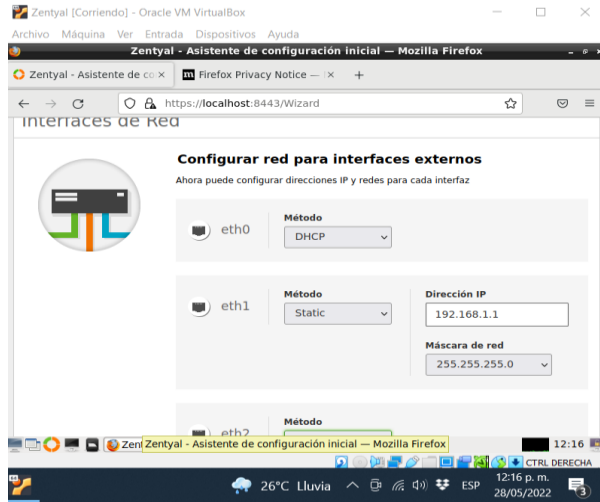 Zentyal [Corriendo] - Oracle VM VirtualBox
Archivo Máquina Ver Entrada Dispositivos Ayuda
Zentyal - Asistente de configuración inicial — Mozilla Firefox
Zentyal - Asistente de co
Firefox Privacy Notice —
https://localhost:8443/Wizard
Interfaces de Red
Configurar red para interfaces externos
Ahora puede configurar direcciones IP y redes para cada interfaz
eth0
Método
DHCP
eth1
Método
Static
Dirección IP
192.168.1.1
Máscara de red
255.255.255.0
eth2
Método
Zen
Zentyal - Asistente de configuración inicial — Mozilla Firefox
12:16
CTRL DERECHA
26°C Lluvia
ESP
12:16 p. m.
28/05/2022
3